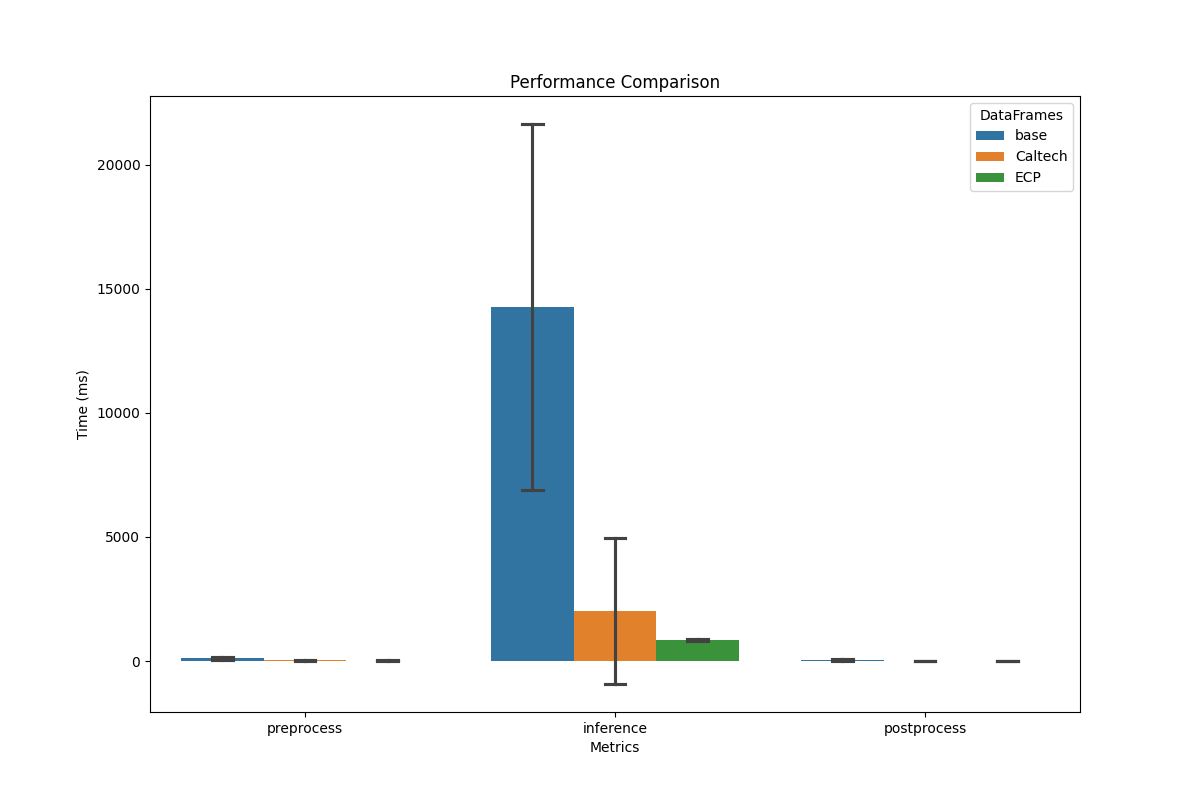 Performance Comparison
DataFrames
base
Caltech
ECP
20000
15000
10000
5000
0
Time (ms)
preprocess
inference
postprocess
Metrics